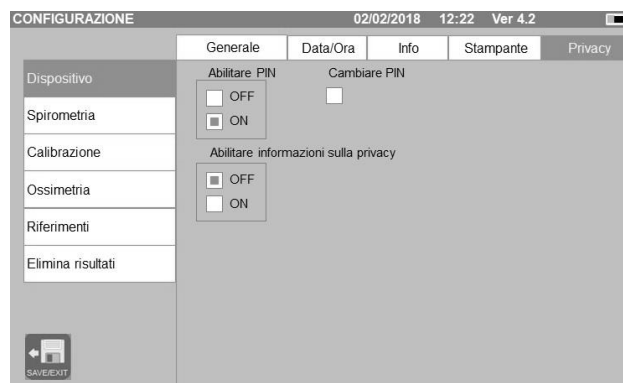 CONFIGURAZIONE 02/02/2018 12:22 Ver 4.2
Generale Data/Ora Info Stampante Privacy
Dispositivo
Spirometria
Calibrazione
Ossimetria
Riferimenti
Elimina risultati
Abilitare PIN Cambiare PIN
OFF
ON
Abilitare informazioni sulla privacy
OFF
ON
SAVE/EXIT